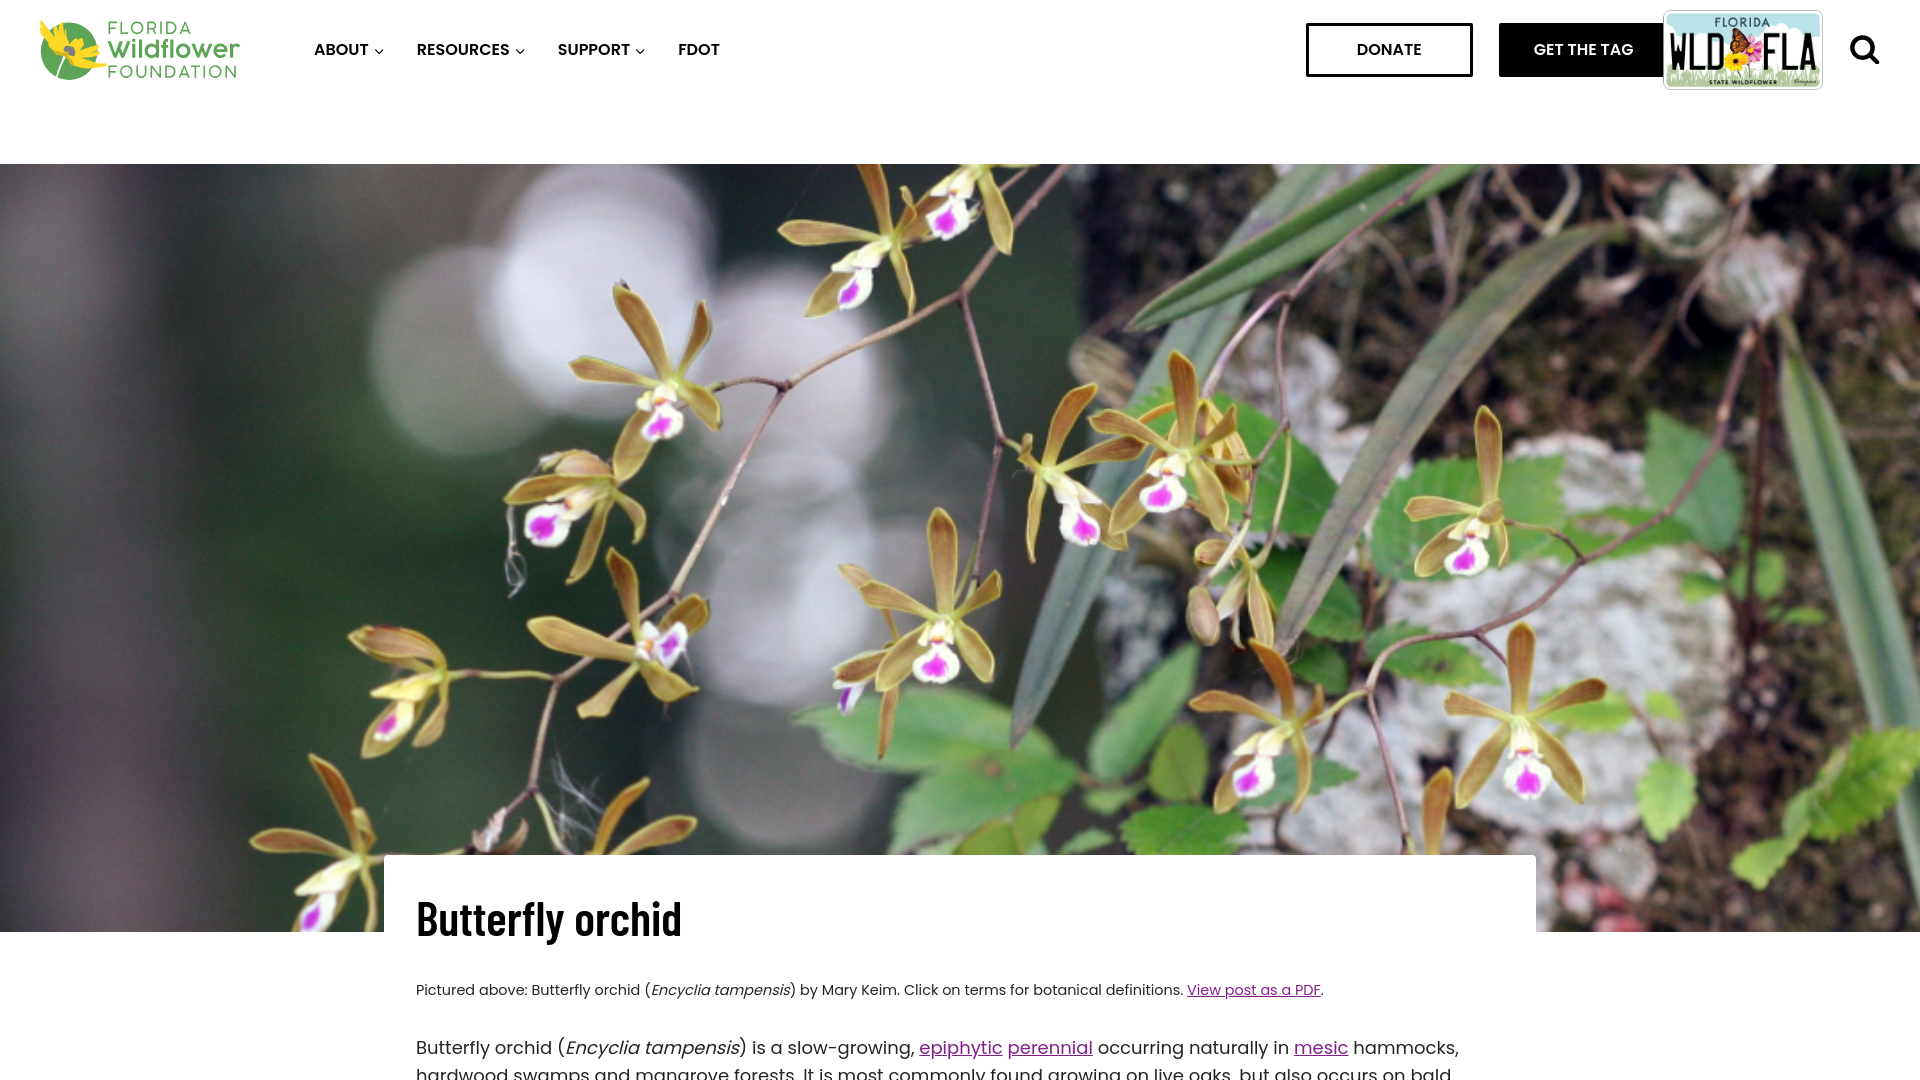 FLORIDA
Wildflower
FOUNDATION
ABOUT
RESOURCES
SUPPORT
FDOT
DONATE
GET THE TAG
FLORIDA
WLD FLA
STATE WILDFLOWER
Butterfly orchid
Pictured above: Butterfly orchid (Encyclia tampensis) by Mary Keim. Click on terms for botanical definitions. View post as a PDF.
Butterfly orchid (Encyclia tampensis) is a slow-growing, epiphytic perennial occurring naturally in mesic hammocks,
hardwood swamps and mangrove forests. It is most commonly found growing on live oaks, but also occurs on bald